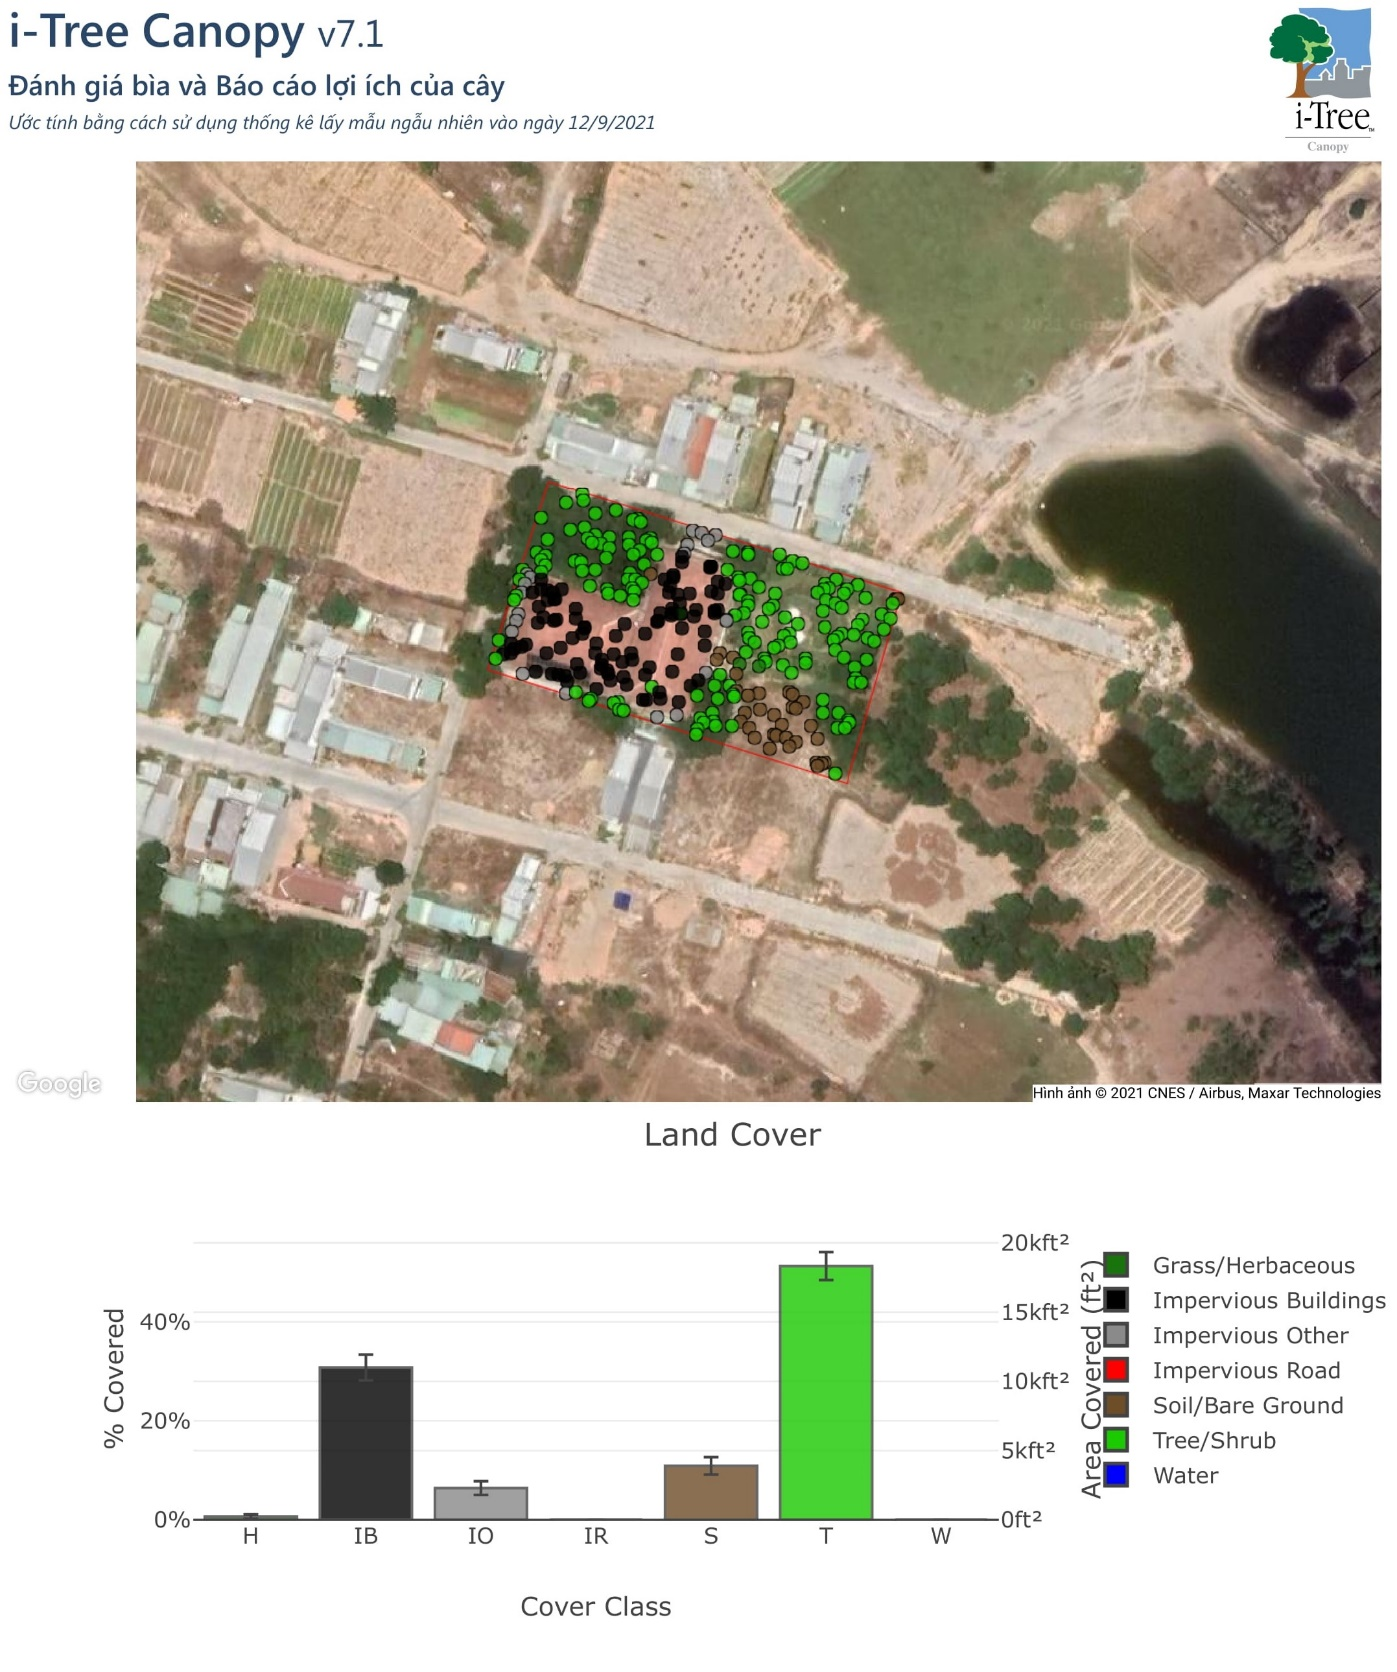 i-Tree Canopy v7.1
Đánh giá bìa và Báo cáo lợi ích của cây
Ước tính bằng cách sử dụng thống kê lấy mẫu ngẫu nhiên vào ngày 12/9/2021
i-Tree™
Canopy
Google
Hình ảnh © 2021 CNES / Airbus, Maxar Technologies
Land Cover
% Covered
40%
20%
0%
20kft²
15kft²
10kft²
5kft²
0ft²
Area Covered (ft²)
H IB IO IR S T W
Cover Class
Grass/Herbaceous
Impervious Buildings
Impervious Other
Impervious Road
Soil/Bare Ground
Tree/Shrub
Water